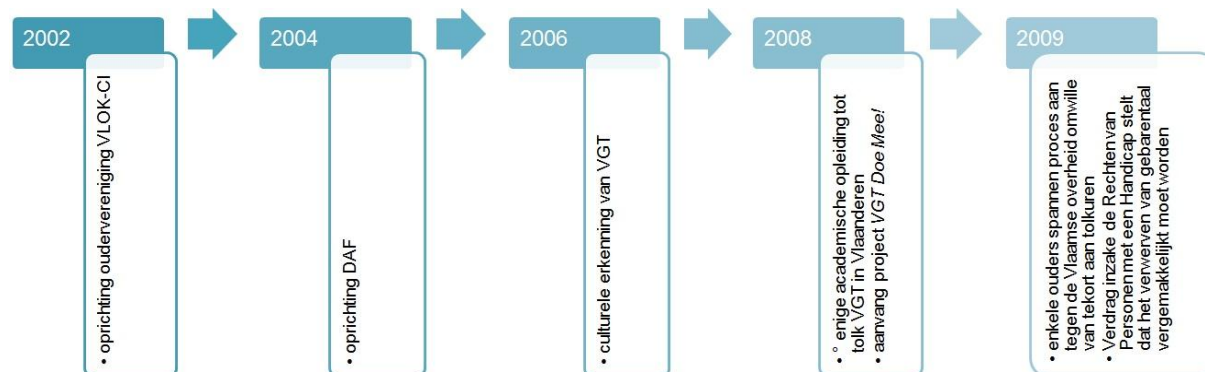 2002
• oprichting oudervereniging VLOK-CI
2004
• oprichting DAF
2006
• culturele erkenning van VGT
2008
• ° enige academische opleiding tot
tolk VGT in Vlaanderen
• aanvang project VGT Doe Mee!
2009
• enkele ouders spannen proces aan
tegen de Vlaamse overheid omwille
van tekort aan tolkuren
• Verdrag inzake de Rechten van
Personen met een Handicap stelt
dat het verwerven van gebarentaal
vergemakkelijkt moet worden